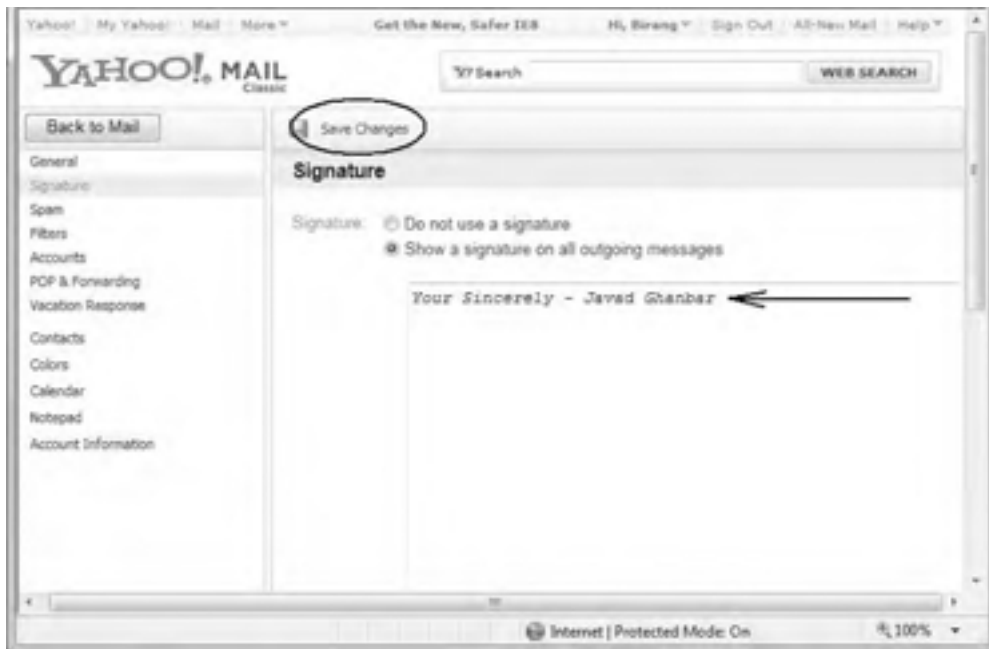 Yahoo! My Yahoo! Mail More Get the New, Safer IE8 Hi, Birang Sign Out All-New Mail Help
YAHOO! MAIL
Classic
Y! Search WEB SEARCH
Back to Mail
Save Changes
General
Signature
Spam
Filters
Accounts
POP & Forwarding
Vacation Response
Contacts
Colors
Calendar
Notepad
Account Information
Signature
Signature: Do not use a signature
Show a signature on all outgoing messages
Your Sincerely - Javad Ghanbar
Internet | Protected Mode: On 100%